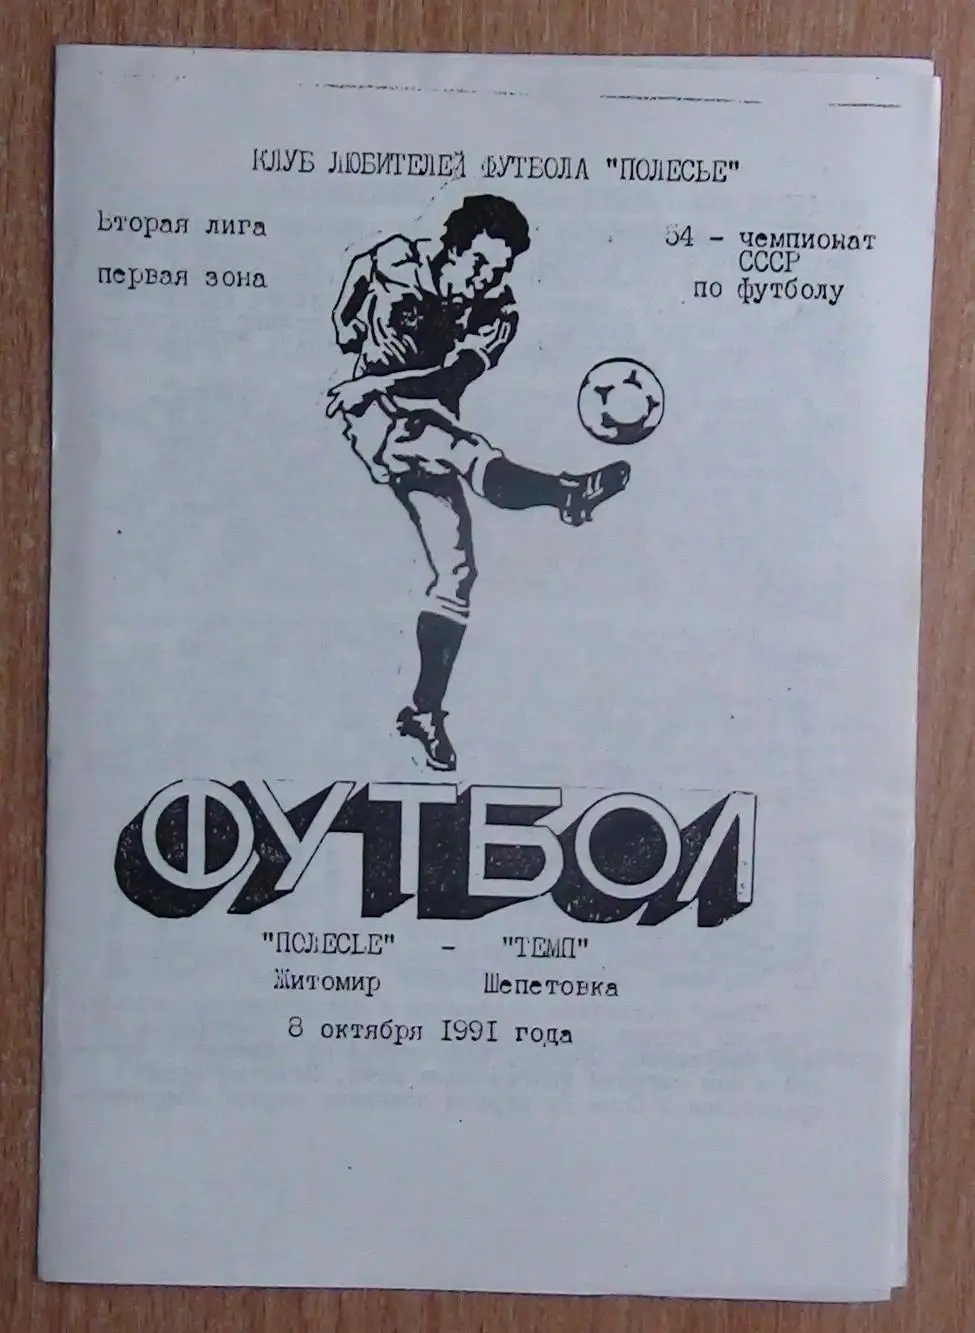 КЛУБ ЛЮБИТЕЛЕЙ ФУТБОЛА "ПОЛЕСЬЕ"
Вторая лига
первая зона
54 - чемпионат
СССР
по футболу
ФУТБОЛ
"ПОЛЕСЬЕ" - "ТЕМП"
Житомир Шепетовка
8 октября 1991 года